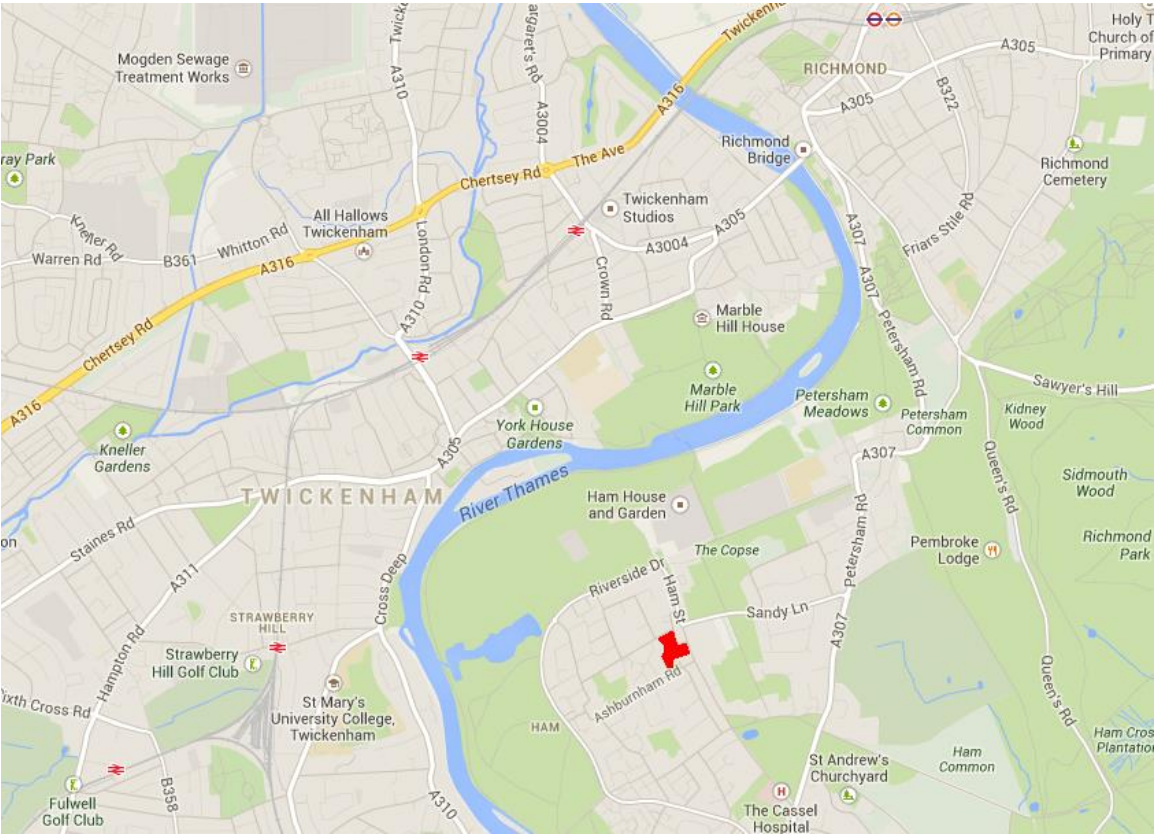 Twickenh
Holy T
Church of
Primary
Mogden Sewage
Treatment Works
Twick
A310
argaret's Rd
A3004
A316
RICHMOND
A305
A305
B322
Richmond
Bridge
Richmond
Cemetery
ray Park
The Ave
Chertsey Rd
Twickenham
Studios
All Hallows
Twickenham
Kneller Rd
Warren Rd
B361
Whitton Rd
A316
London Rd
A310
A3004
A305
A307
A307
Friars Stile Rd
Crown Rd
Marble
Hill House
Chertsey Rd
Petersham Rd
Marble
Hill Park
Petersham
Meadows
Petersham
Common
Sawyer's Hill
Kidney
Wood
A316
York House
Gardens
Kneller
Gardens
A305
A307
Queen's Rd
Sidmouth
Wood
TWICKENHAM
River Thames
Ham House
and Garden
Petersham Rd
Staines Rd
on
Richmond
Park
Pembroke
Lodge
The Copse
A311
Cross Deep
Riverside Dr
Ham St
Sandy Ln
A307
STRAWBERRY
HILL
Strawberry
Hill Golf Club
Hampton Rd
Queen's Rd
ixth Cross Rd
St Mary's
University College,
Twickenham
Ashburnham Rd
HAM
Ham Cros
Plantatio
Ham
Common
St Andrew's
Churchyard
B358
A310
Fulwell
Golf Club
H
The Cassel
Hospital